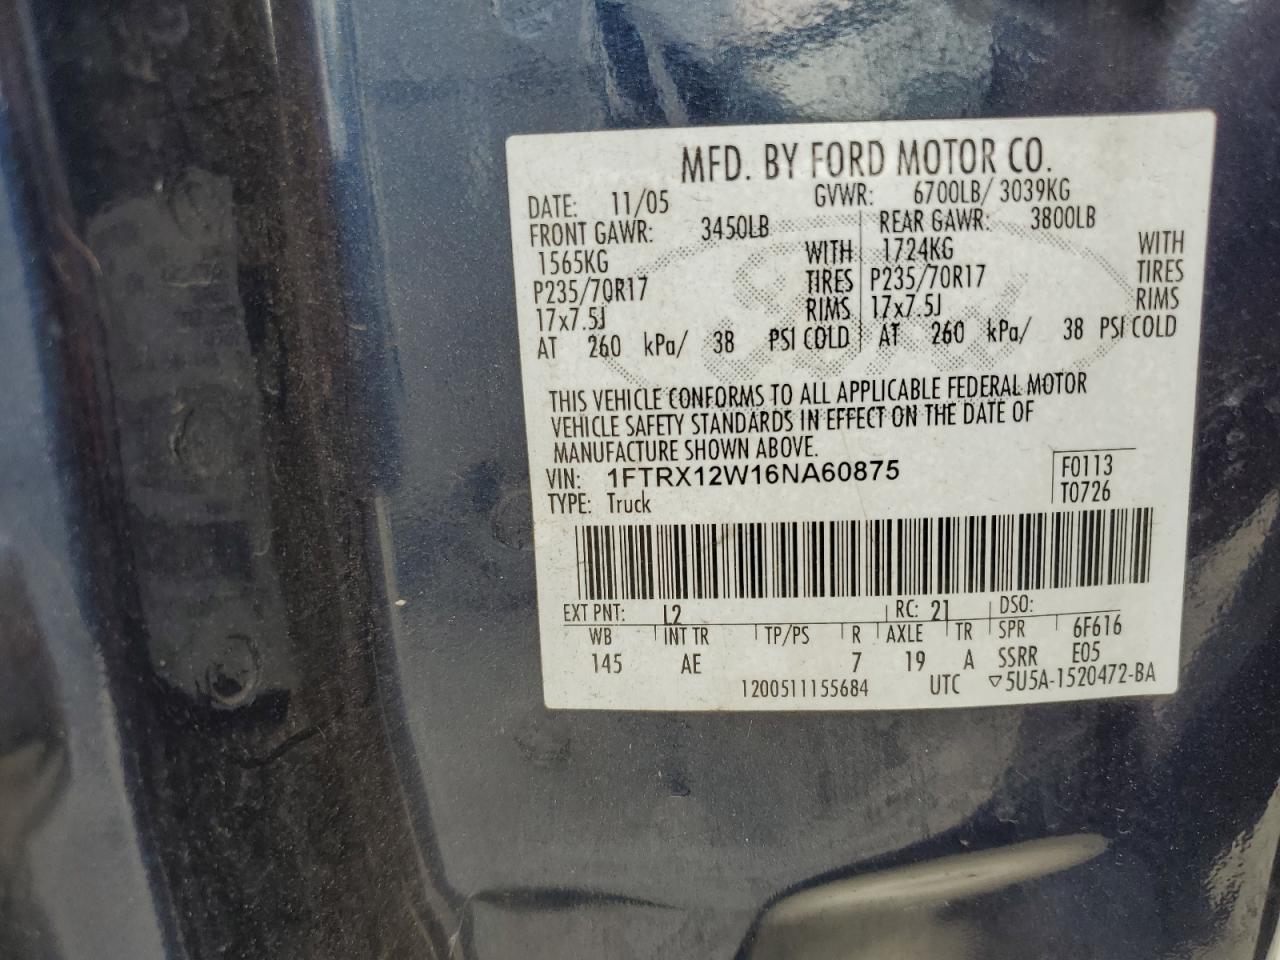 MFD. BY FORD MOTOR CO.
DATE: 11/05 GVWR: 6700LB/ 3039KG
FRONT GAWR: 3450LB REAR GAWR: 3800LB
1565KG WITH 1724KG WITH
P235/70R17 TIRES P235/70R17 TIRES
17x7.5J RIMS 17x7.5J RIMS
AT 260 kPa/ 38 PSI COLD AT 260 kPa/ 38 PSI COLD
THIS VEHICLE CONFORMS TO ALL APPLICABLE FEDERAL MOTOR
VEHICLE SAFETY STANDARDS IN EFFECT ON THE DATE OF
MANUFACTURE SHOWN ABOVE.
VIN: 1FTRX12W16NA60875 F0113
TYPE: Truck T0726
EXT PNT: L2 RC: 21 DSO:
WB INT TR TP/PS R AXLE TR SPR 6F616
145 AE 7 19 A SSRR E05
1200511155684 UTC ▽5U5A-1520472-BA